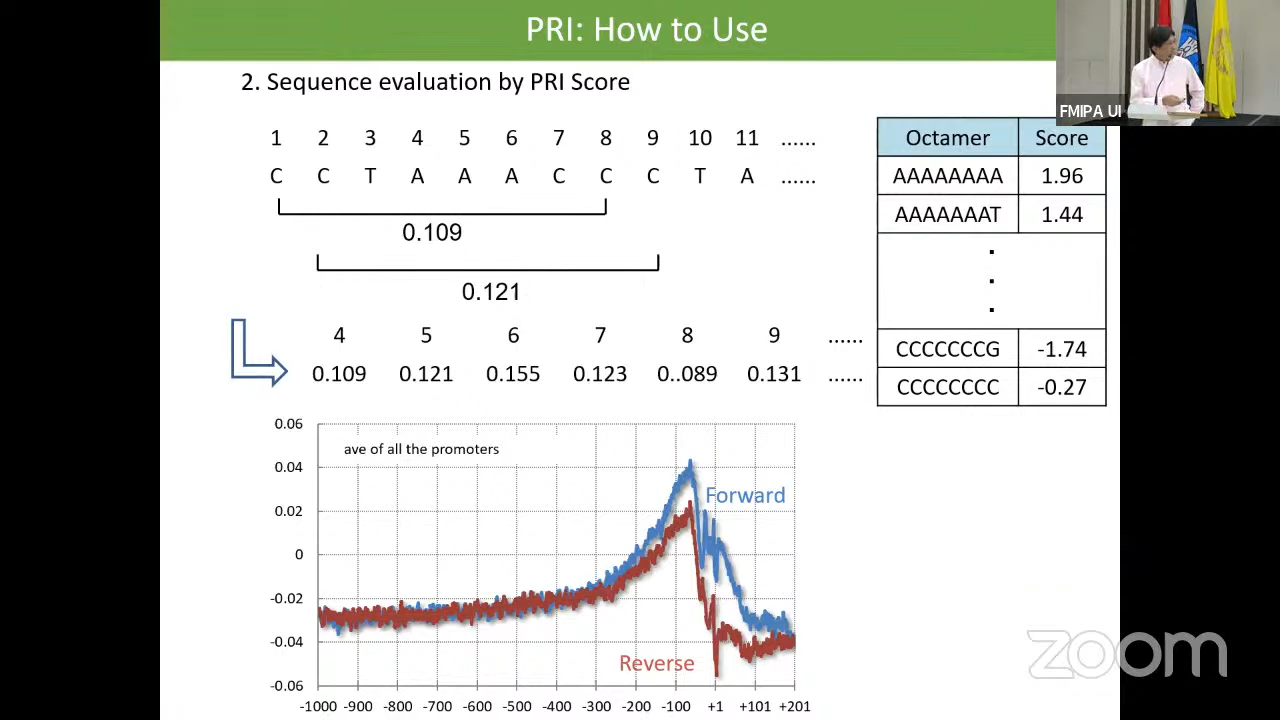 PRI: How to Use
FMIPA UI
2. Sequence evaluation by PRI Score
1 2 3 4 5 6 7 8 9 10 11 ......
C C T A A A C C C T A ......
0.109
0.121
4 5 6 7 8 9 ......
0.109 0.121 0.155 0.123 0..089 0.131 ......
Octamer Score
AAAAAAAA 1.96
AAAAAAAT 1.44
.
.
.
CCCCCCCG -1.74
CCCCCCCC -0.27
ave of all the promoters
0.06
0.04
0.02
0
-0.02
-0.04
-0.06
Forward
Reverse
-1000 -900 -800 -700 -600 -500 -400 -300 -200 -100 +1 +101 +201
zoom